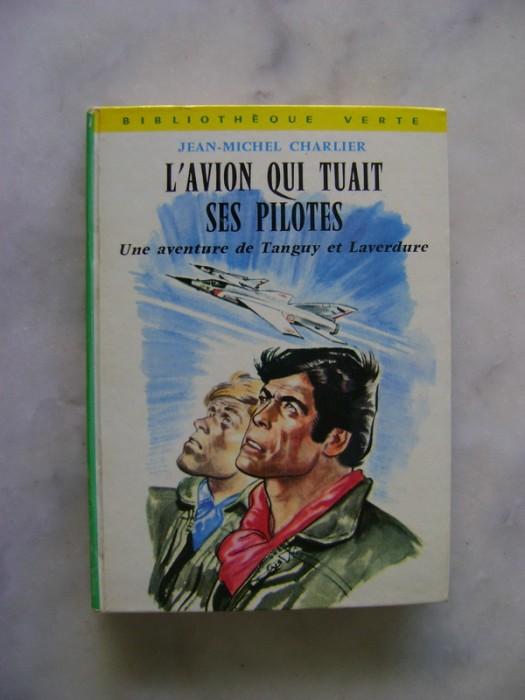 BIBLIOTHÈQUE VERTE
JEAN-MICHEL CHARLIER
L'AVION QUI TUAIT
SES PILOTES
Une aventure de Tanguy et Laverdure